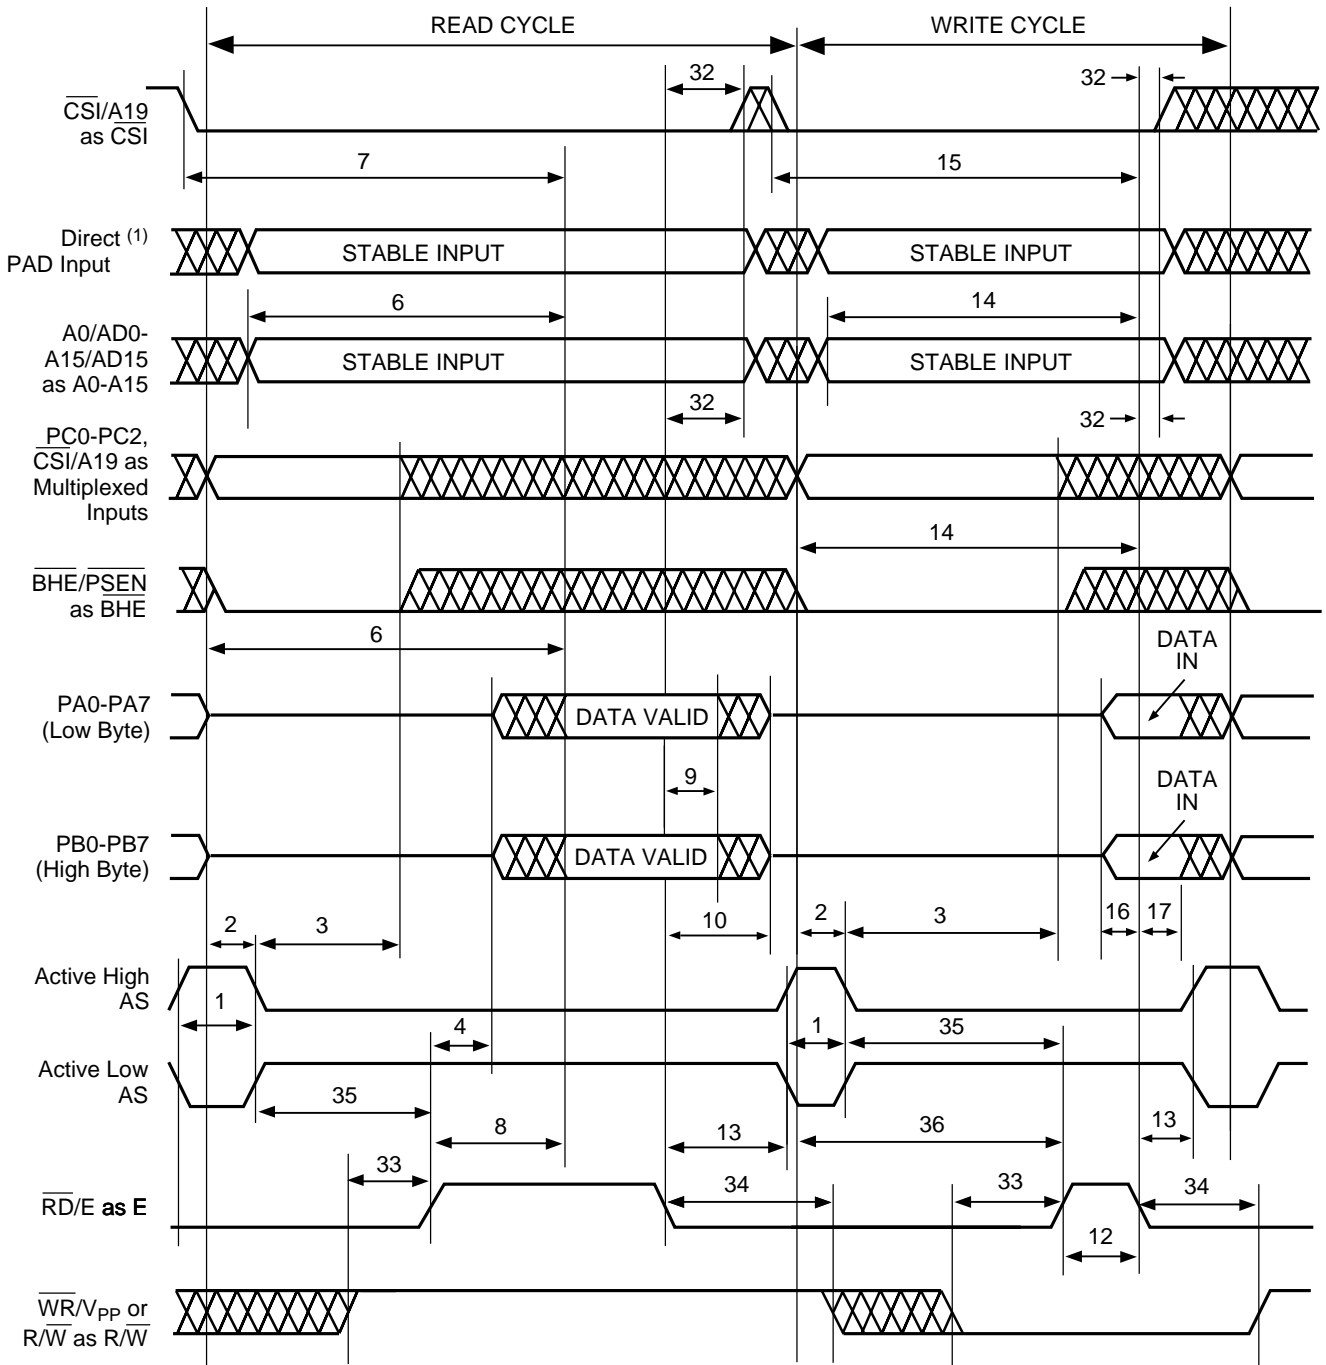 READ CYCLE WRITE CYCLE
32 32
CSI/A19
as CSI
7 15
Direct (1)
PAD Input
STABLE INPUT STABLE INPUT
6 14
A0/AD0-
A15/AD15
as A0-A15
STABLE INPUT STABLE INPUT
32 32
PC0-PC2,
CSI/A19 as
Multiplexed
Inputs
14
BHE/PSEN
as BHE
6
DATA
IN
PA0-PA7
(Low Byte)
DATA VALID
9
DATA
IN
PB0-PB7
(High Byte)
DATA VALID
2 3 10 2 3 16 17
Active High
AS
1 4 1 35
Active Low
AS
35 8 13 36 13
33 34 33 34
RD/E as E
12
WR/VPP or
R/W as R/W